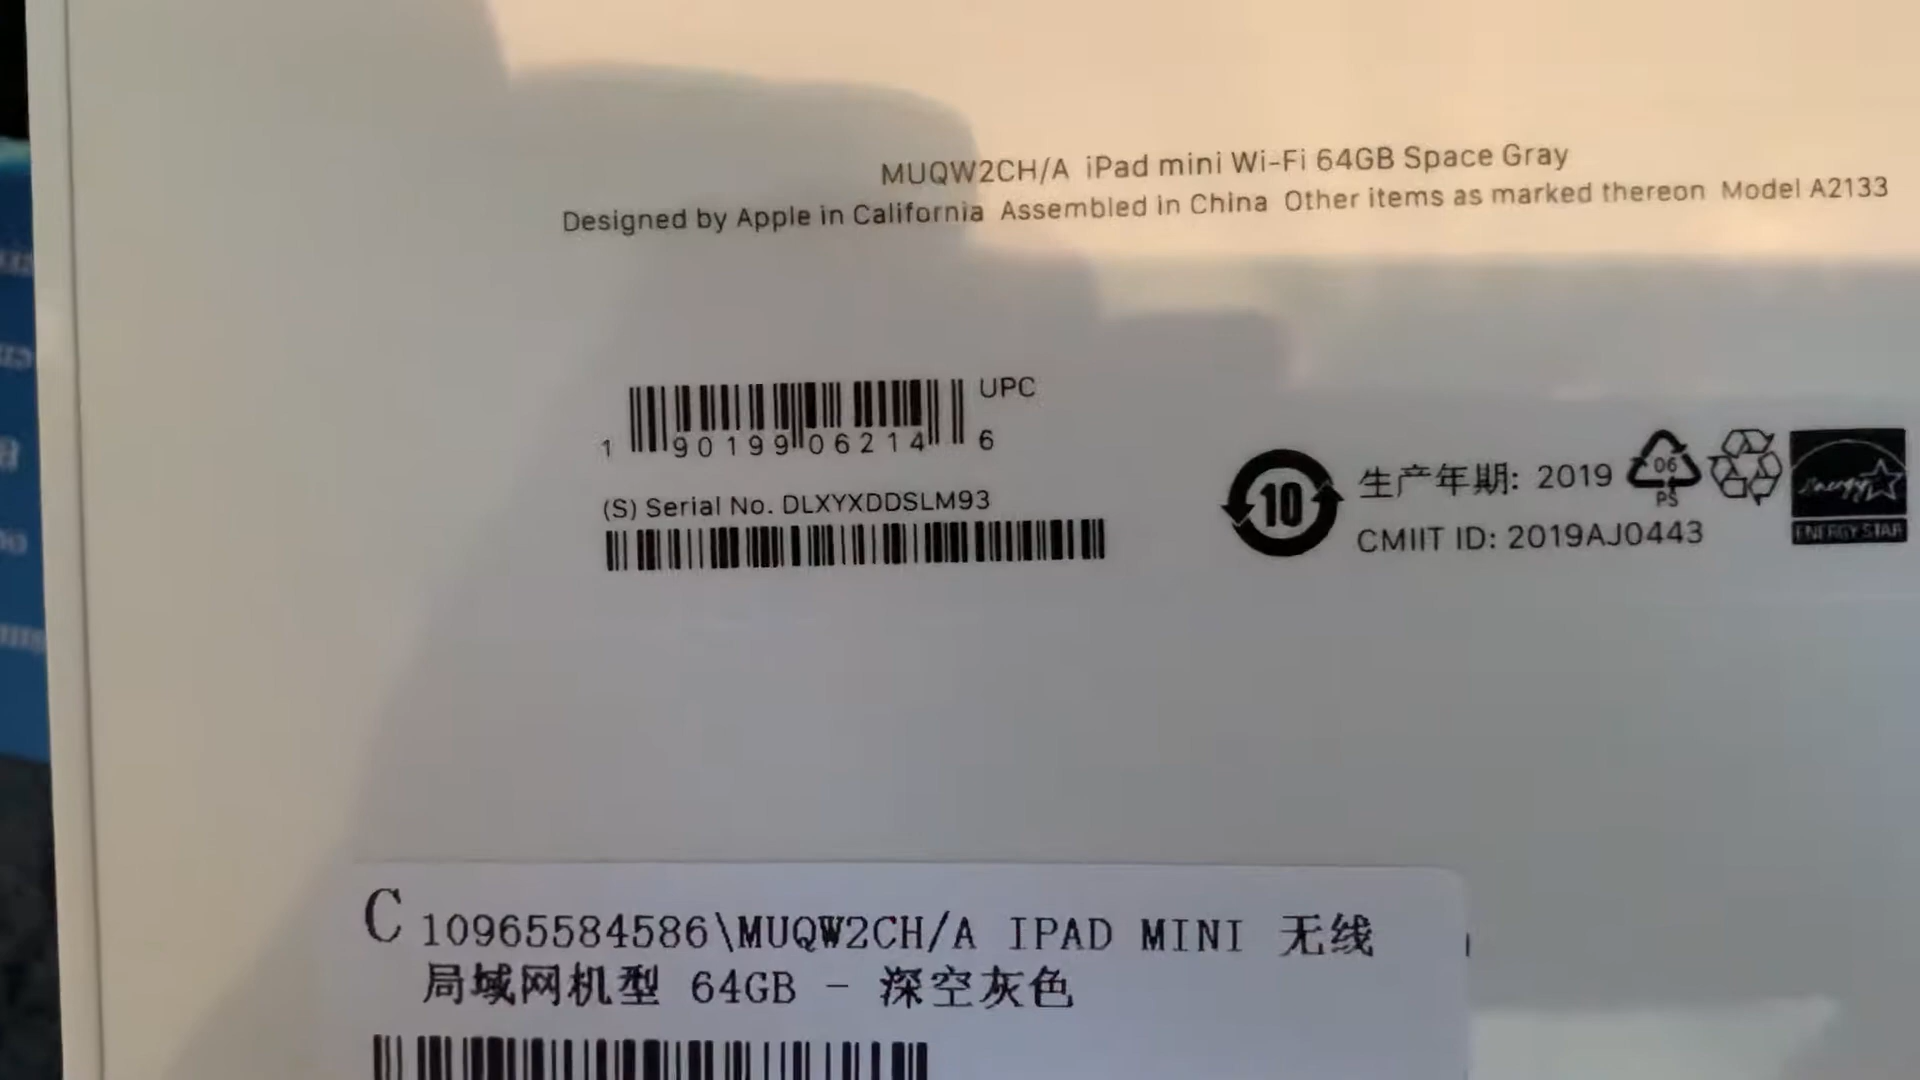 MUQW2CH/A iPad mini Wi-Fi 64GB Space Gray
Designed by Apple in California Assembled in China Other items as marked thereon Model A2133
UPC
1 90199 06214 6
(S) Serial No. DLXYXDDSLM93
10
生产年期: 2019
CMIIT ID: 2019AJ0443
06
PS
energy
ENERGY STAR
C 10965584586\MUQW2CH/A IPAD MINI 无线
局域网机型 64GB - 深空灰色